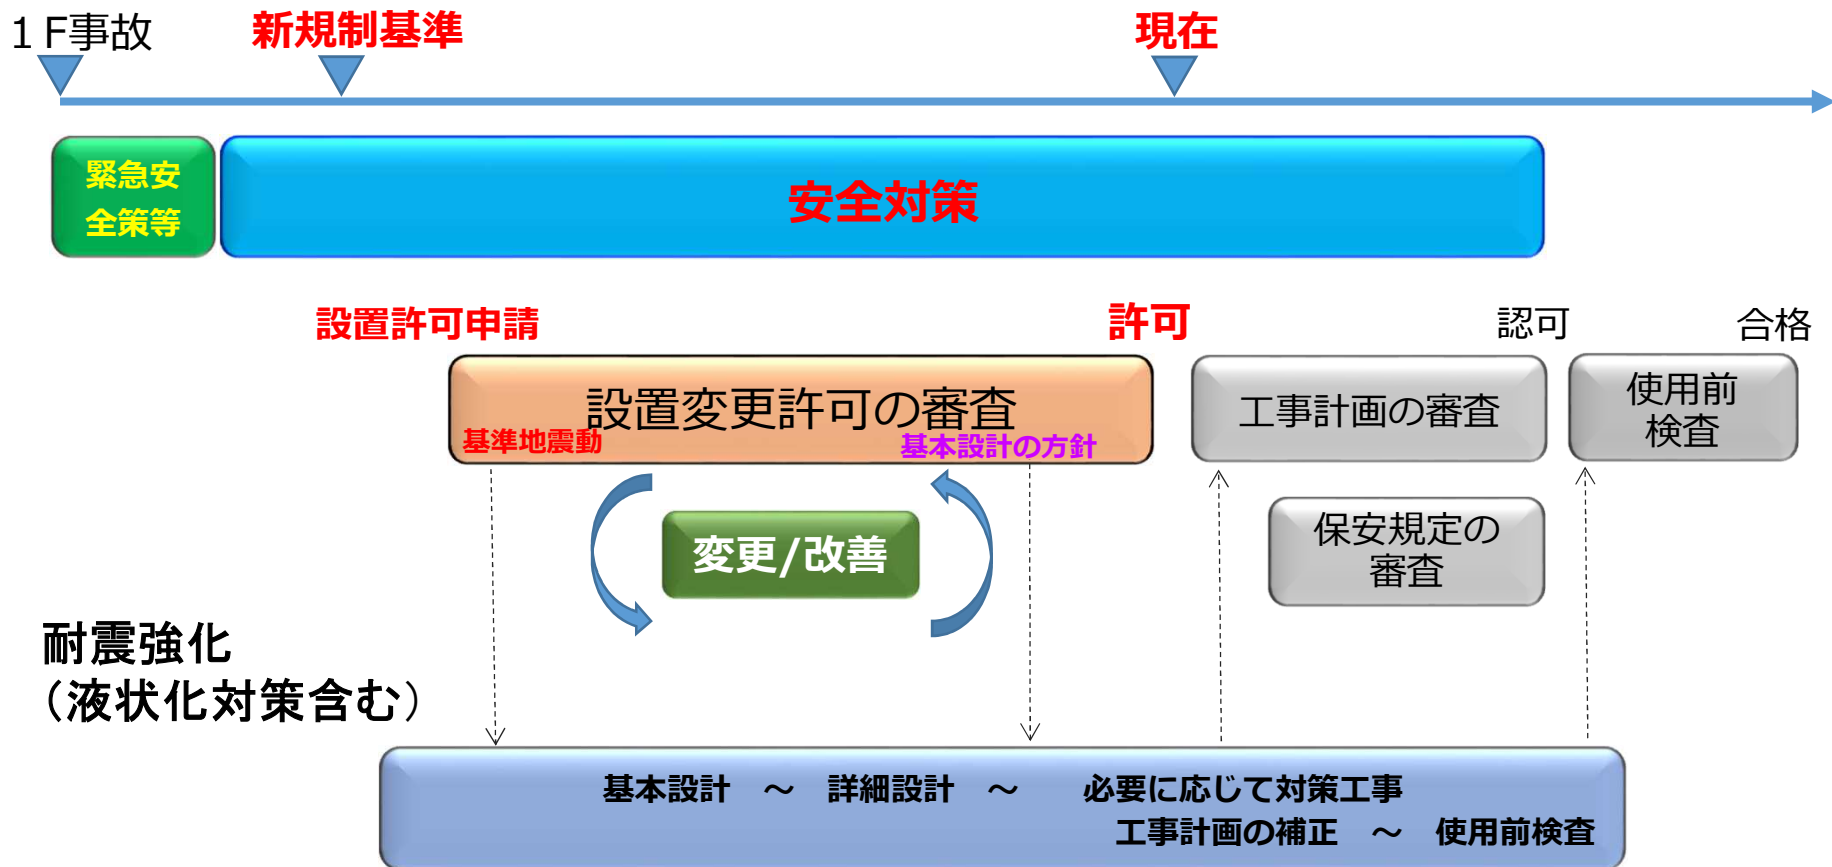 １F事故
新規制基準
現在
緊急安
全策等
安全対策
設置許可申請
許可
認可
合格
設置変更許可の審査
基準地震動
基本設計の方針
工事計画の審査
使用前
検査
変更/改善
保安規定の
審査
耐震強化
（液状化対策含む）
基本設計　～　詳細設計　～　　必要に応じて対策工事
工事計画の補正　～　使用前検査